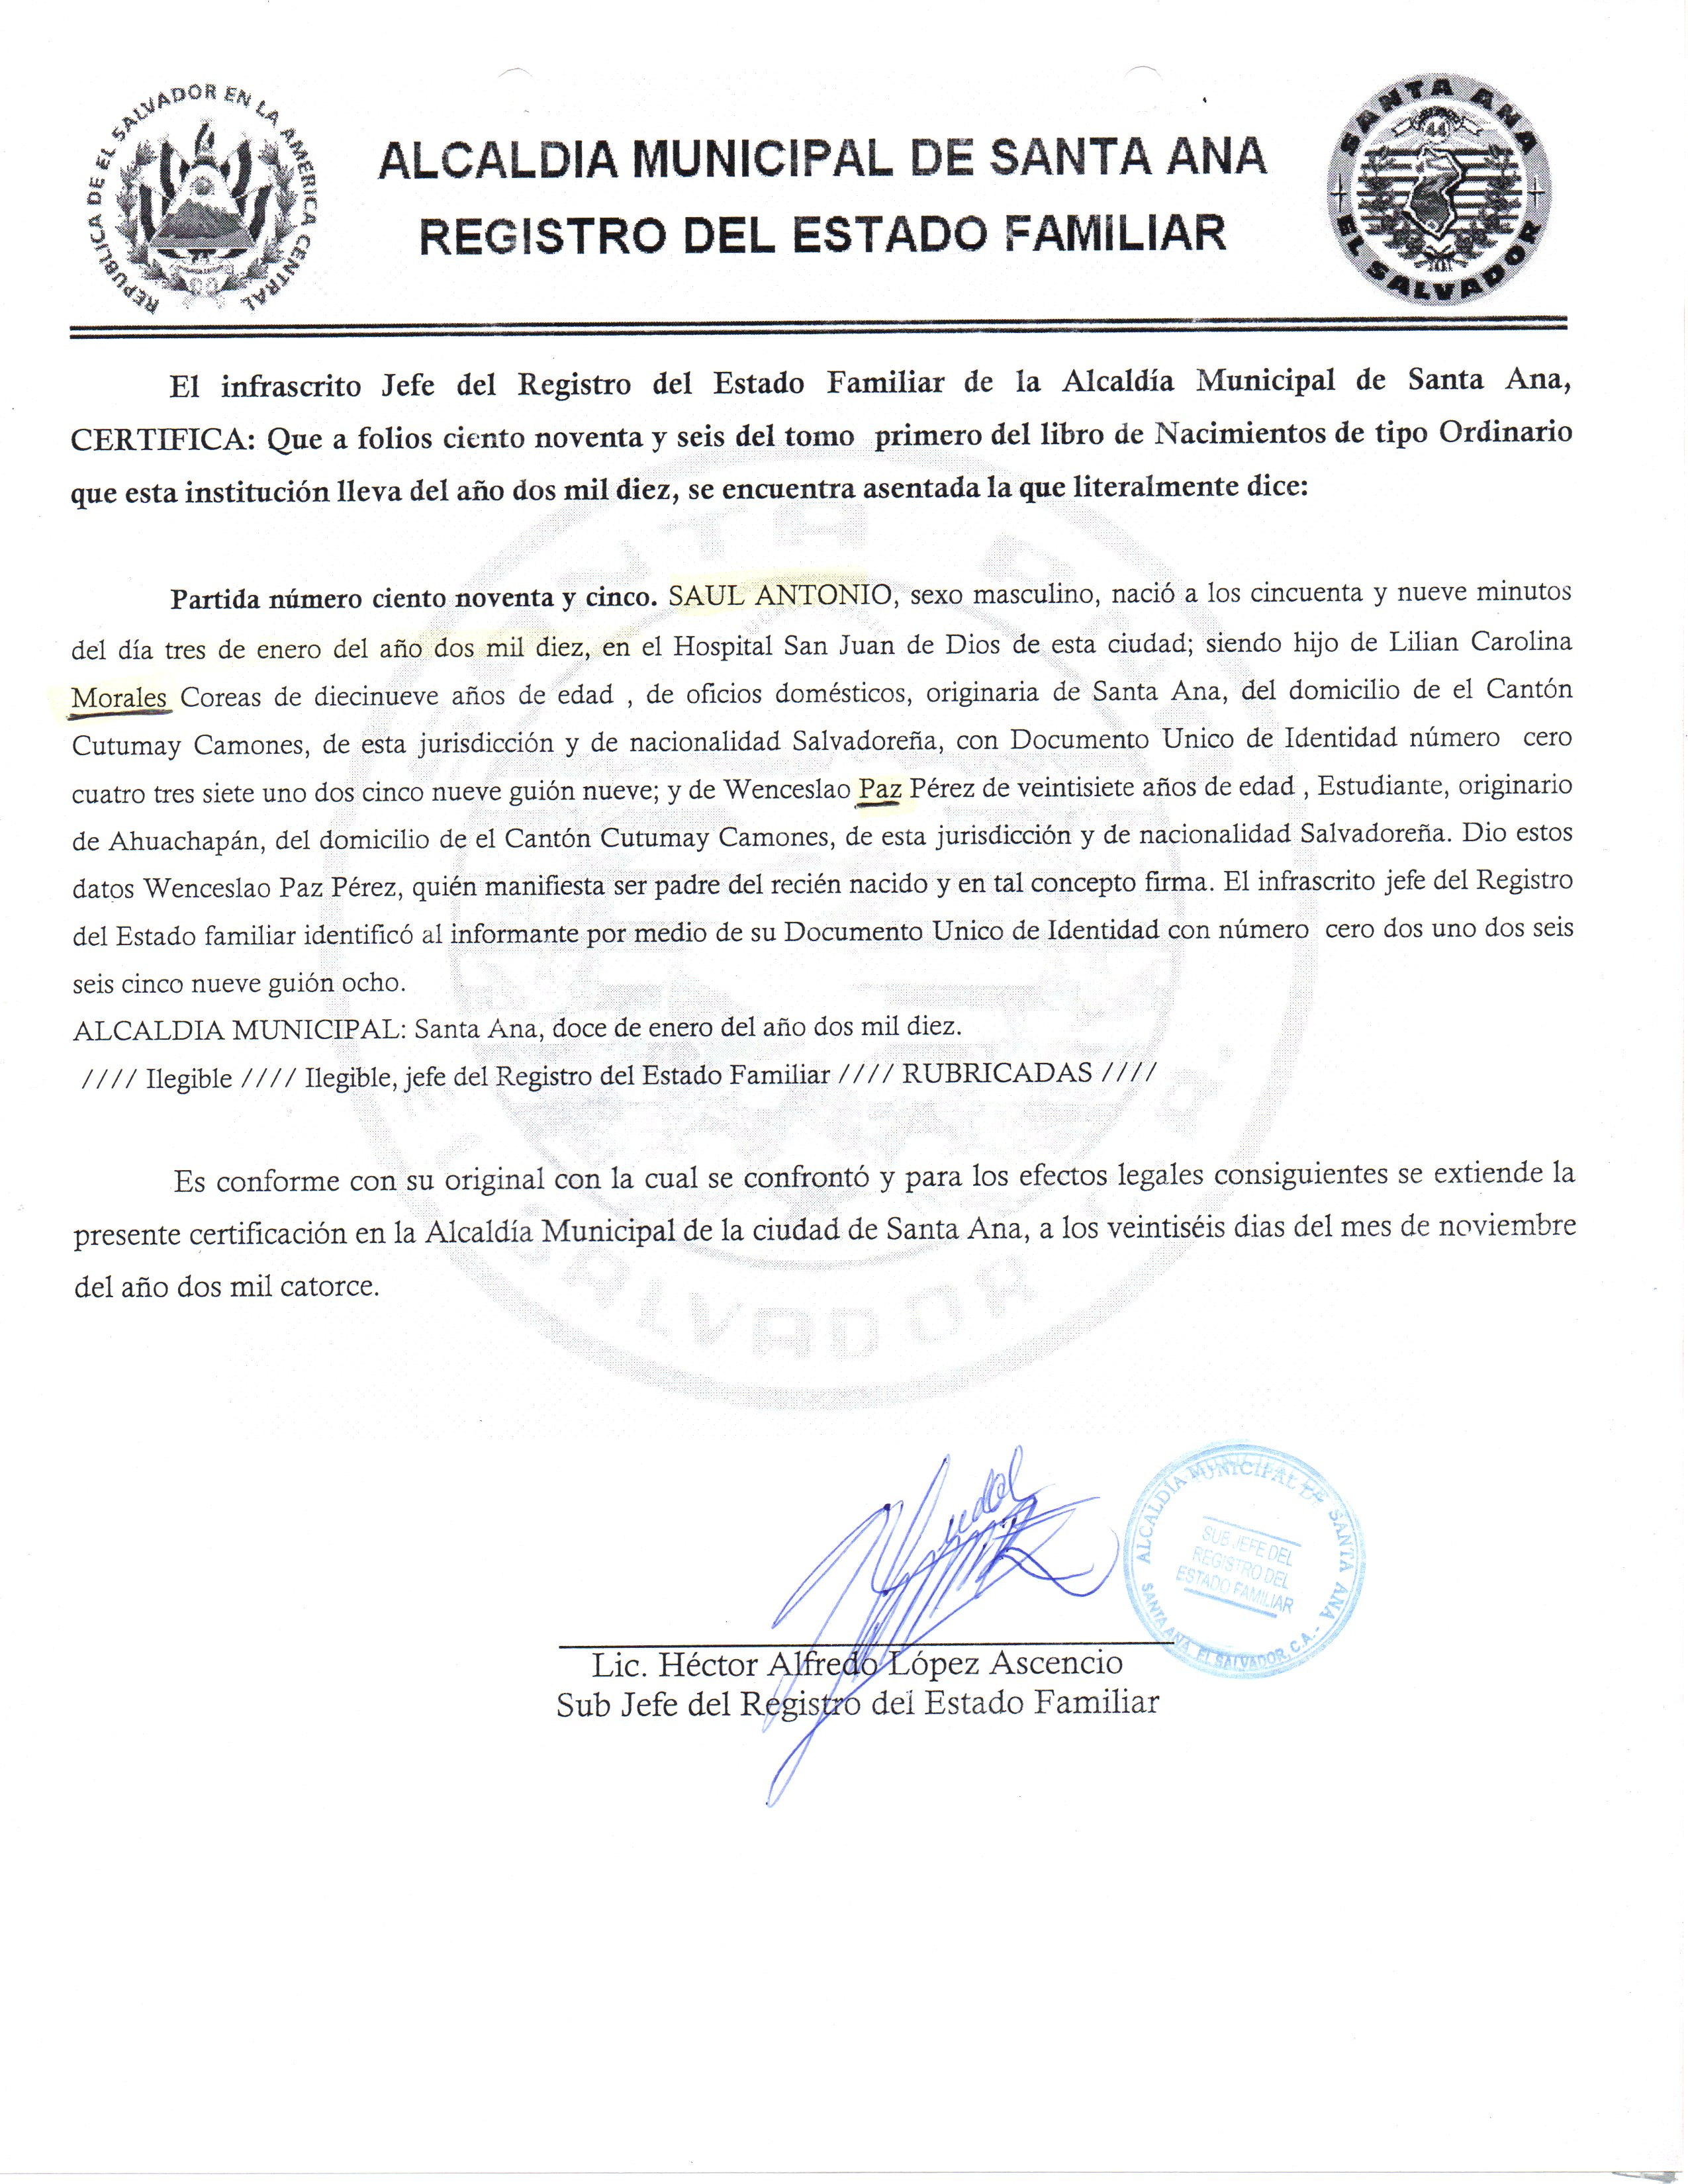 REPUBLICA DE EL SALVADOR EN LA AMERICA CENTRAL
ALCALDIA MUNICIPAL DE SANTA ANA
REGISTRO DEL ESTADO FAMILIAR
SANTA ANA
44
EL SALVADOR
El infrascrito Jefe del Registro del Estado Familiar de la Alcaldía Municipal de Santa Ana,
CERTIFICA: Que a folios ciento noventa y seis del tomo primero del libro de Nacimientos de tipo Ordinario
que esta institución lleva del año dos mil diez, se encuentra asentada la que literalmente dice:
Partida número ciento noventa y cinco. SAUL ANTONIO, sexo masculino, nació a los cincuenta y nueve minutos
del día tres de enero del año dos mil diez, en el Hospital San Juan de Dios de esta ciudad; siendo hijo de Lilian Carolina
Morales Coreas de diecinueve años de edad , de oficios domésticos, originaria de Santa Ana, del domicilio de el Cantón
Cutumay Camones, de esta jurisdicción y de nacionalidad Salvadoreña, con Documento Unico de Identidad número cero
cuatro tres siete uno dos cinco nueve guión nueve; y de Wenceslao Paz Pérez de veintisiete años de edad , Estudiante, originario
de Ahuachapán, del domicilio de el Cantón Cutumay Camones, de esta jurisdicción y de nacionalidad Salvadoreña. Dio estos
datos Wenceslao Paz Pérez, quién manifiesta ser padre del recién nacido y en tal concepto firma. El infrascrito jefe del Registro
del Estado familiar identificó al informante por medio de su Documento Unico de Identidad con número cero dos uno dos seis
seis cinco nueve guión ocho.
ALCALDIA MUNICIPAL: Santa Ana, doce de enero del año dos mil diez.
//// Ilegible //// Ilegible, jefe del Registro del Estado Familiar //// RUBRICADAS ////
Es conforme con su original con la cual se confrontó y para los efectos legales consiguientes se extiende la
presente certificación en la Alcaldía Municipal de la ciudad de Santa Ana, a los veintiséis dias del mes de noviembre
del año dos mil catorce.
ALCALDÍA MUNICIPAL DE SANTA ANA
SUB JEFE DEL
REGISTRO DEL
ESTADO FAMILIAR
SANTA ANA, El SALVADOR, C.A.-
Lic. Héctor Alfredo López Ascencio
Sub Jefe del Registro del Estado Familiar